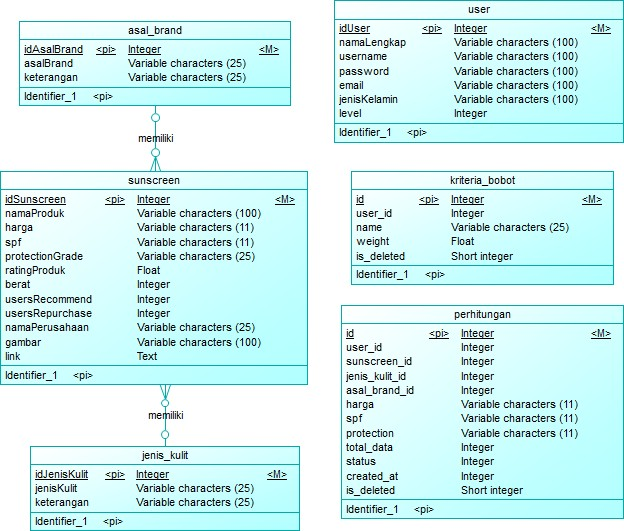 asal_brand
idAsalBrand <pi> Integer <M>
asalBrand Variable characters (25)
keterangan Variable characters (25)
Identifier_1 <pi>
memiliki
sunscreen
idSunscreen <pi> Integer <M>
namaProduk Variable characters (100)
harga Variable characters (11)
spf Variable characters (11)
protectionGrade Variable characters (25)
ratingProduk Float
berat Integer
usersRecommend Integer
usersRepurchase Integer
namaPerusahaan Variable characters (25)
gambar Variable characters (100)
link Text
Identifier_1 <pi>
memiliki
jenis_kulit
idJenisKulit <pi> Integer <M>
jenisKulit Variable characters (25)
keterangan Variable characters (25)
Identifier_1 <pi>
user
idUser <pi> Integer <M>
namaLengkap Variable characters (100)
username Variable characters (100)
password Variable characters (100)
email Variable characters (100)
jenisKelamin Variable characters (100)
level Integer
Identifier_1 <pi>
kriteria_bobot
id <pi> Integer <M>
user_id Integer
name Variable characters (25)
weight Float
is_deleted Short integer
Identifier_1 <pi>
perhitungan
id <pi> Integer <M>
user_id Integer
sunscreen_id Integer
jenis_kulit_id Integer
asal_brand_id Integer
harga Variable characters (11)
spf Variable characters (11)
protection Variable characters (11)
total_data Integer
status Integer
created_at Integer
is_deleted Short integer
Identifier_1 <pi>